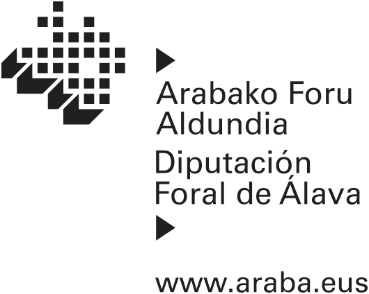 Arabako Foru
Aldundia
Diputación
Foral de Álava
www.araba.eus